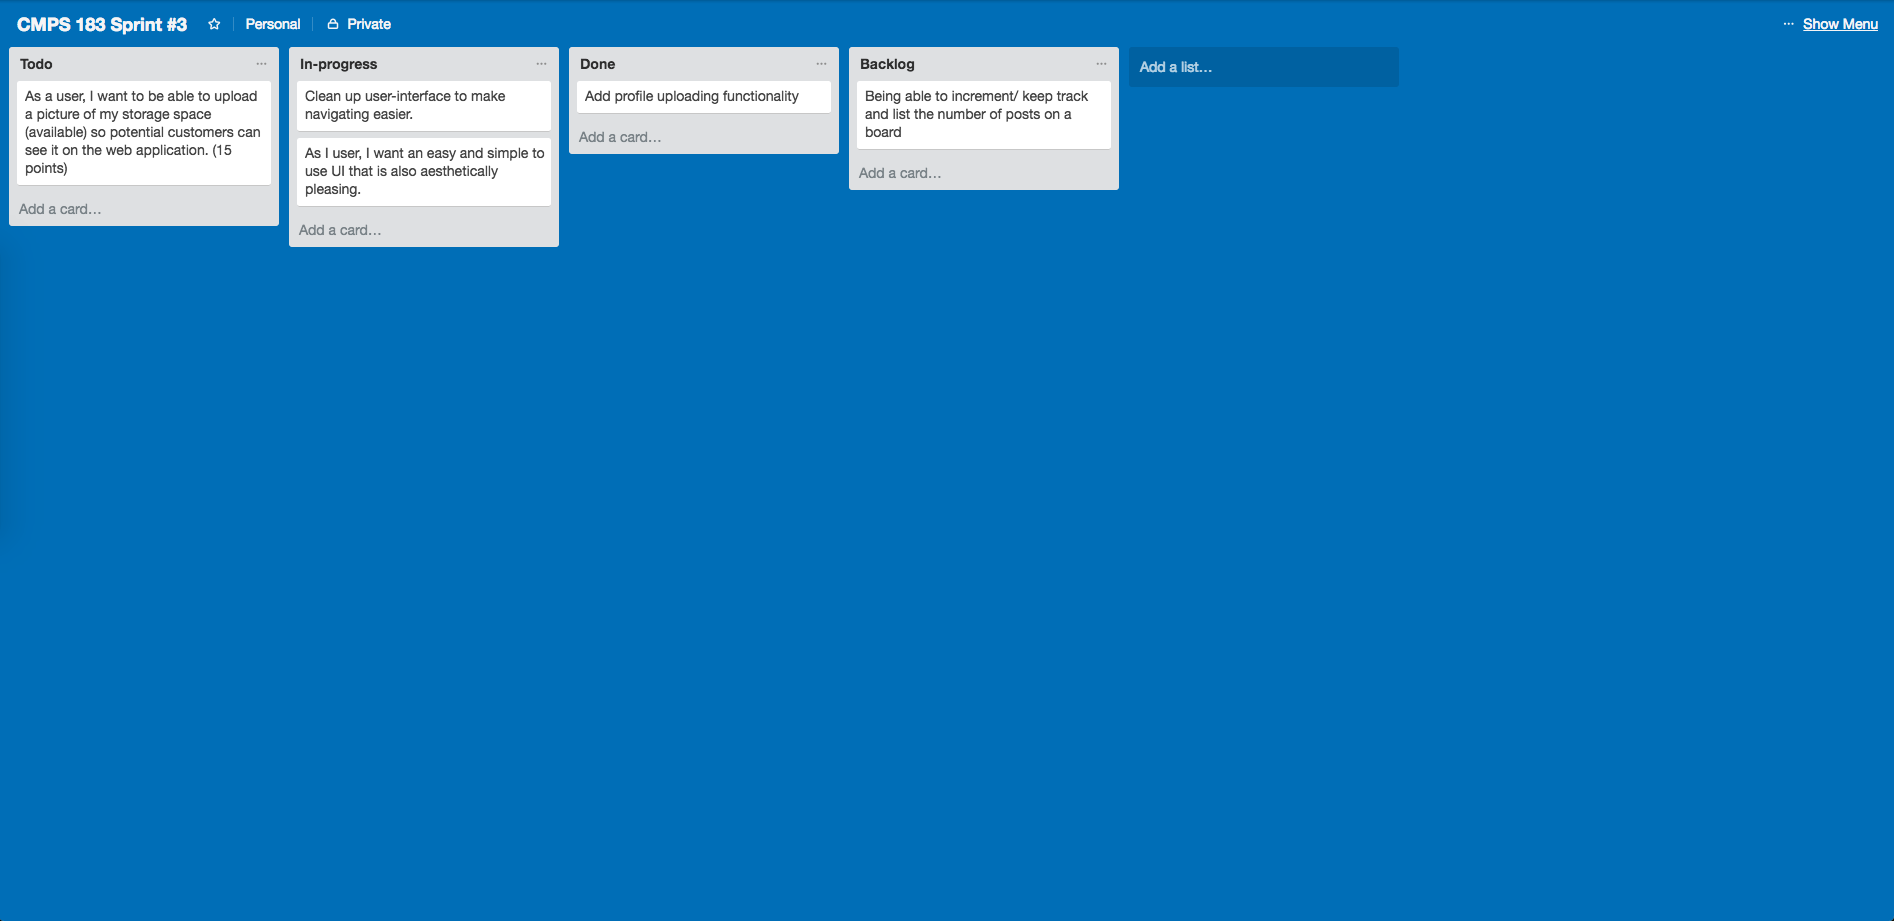 CMPS 183 Sprint #3 Personal Private ... Show Menu
Todo ...
As a user, I want to be able to upload
a picture of my storage space
(available) so potential customers can
see it on the web application. (15
points)
Add a card...
In-progress ...
Clean up user-interface to make
navigating easier.
As I user, I want an easy and simple to
use UI that is also aesthetically
pleasing.
Add a card...
Done ...
Add profile uploading functionality
Add a card...
Backlog ...
Being able to increment/ keep track
and list the number of posts on a
board
Add a card...
Add a list...